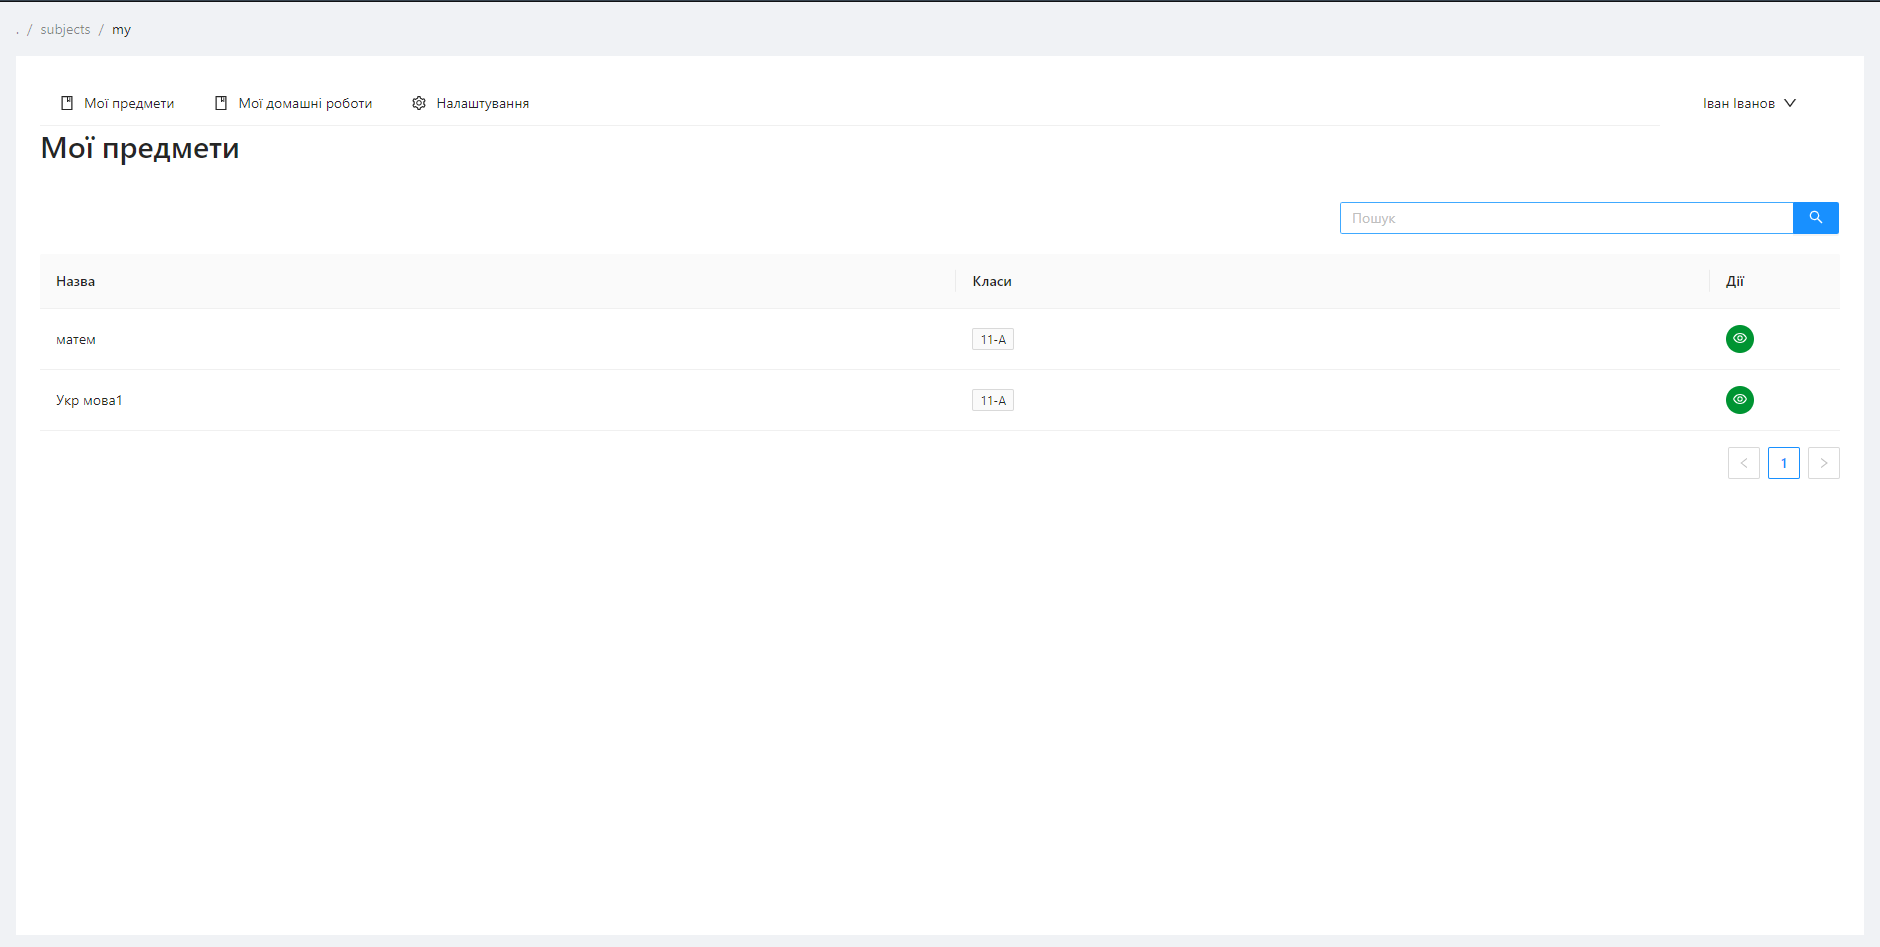 . / subjects / my
Мої предмети Мої домашні роботи Налаштування Іван Іванов
Мої предмети
Пошук
Назва Класи Дії
матем 11-А
Укр мова1 11-А
< 1 >